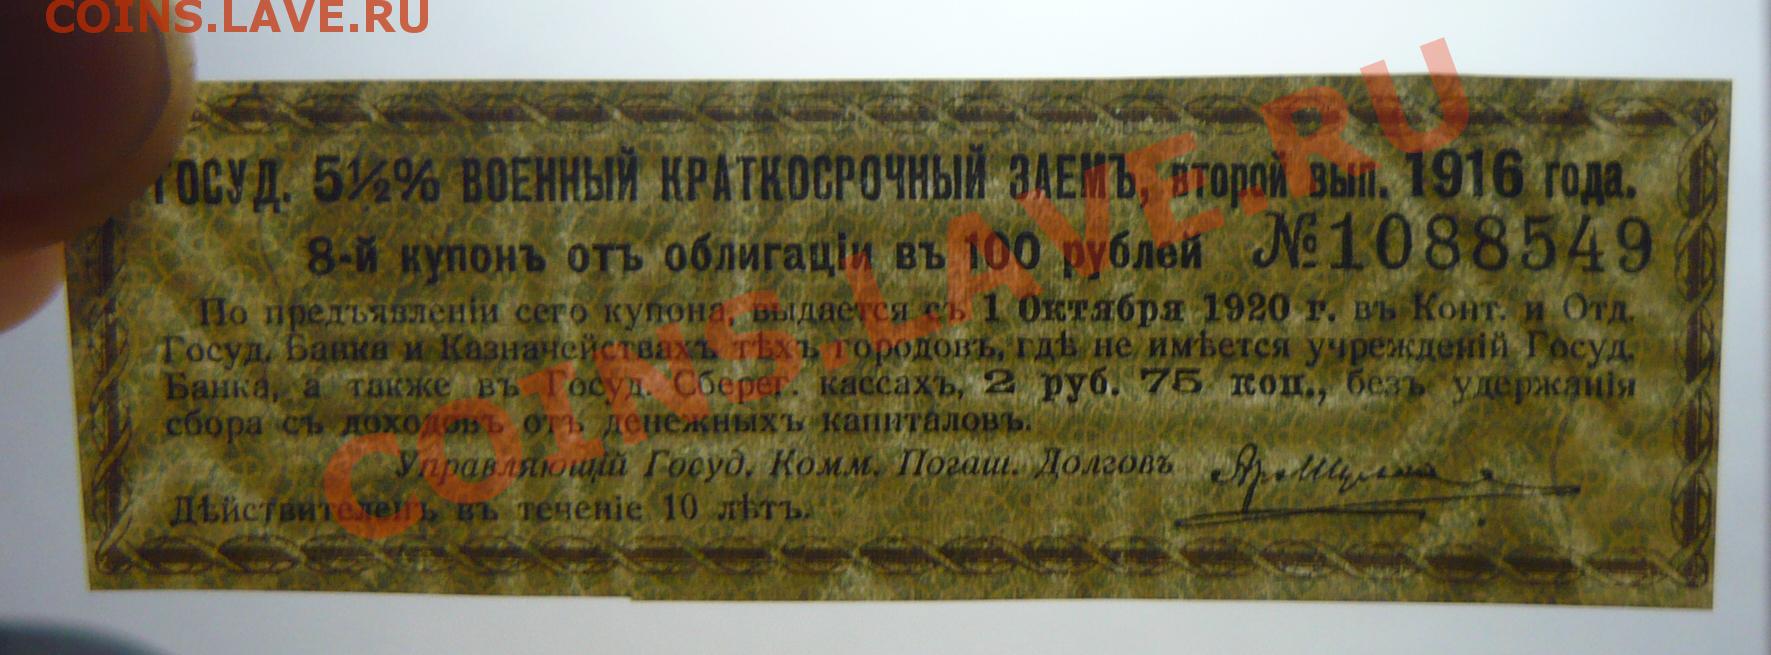 COINS.LAVE.RU
ГОСУД. 5½% ВОЕННЫЙ КРАТКОСРОЧНЫЙ ЗАЕМЪ, второй вып. 1916 года.
8-й купонъ отъ облигаціи въ 100 рублей №1088549
По предъявленіи сего купона, выдается съ 1 Октября 1920 г. въ Конт. и Отд.
Госуд. Банка и Казначействахъ тѣхъ городовъ, гдѣ не имѣется учрежденій Госуд.
Банка, а также въ Госуд. Сберег. кассахъ, 2 руб. 75 коп., безъ удержанія
сбора съ доходовъ отъ денежныхъ капиталовъ.
Управляющій Госуд. Комм. Погаш. Долговъ
Дѣйствителенъ въ теченіе 10 лѣтъ.
COINS.LAVE.RU